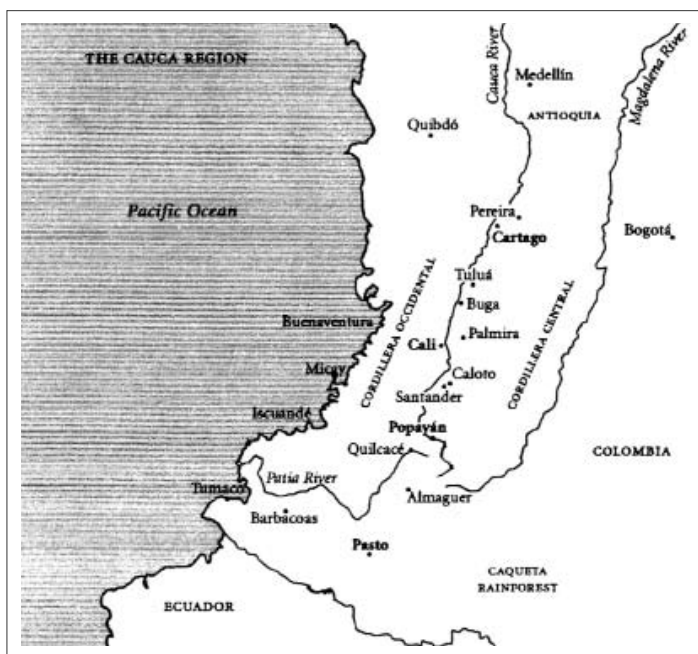 THE CAUCA REGION
Cauca River
Medellín
Magdalena River
ANTIOQUIA
Quibdó
Pacific Ocean
Pereira
Cartago
Bogotá
Tuluá
Buga
Buenaventura
CORDILLERA OCCIDENTAL
Palmira
Cali
CORDILLERA CENTRAL
Micay
Caloto
Santander
Iscuandé
Popayán
Quilcacé
COLOMBIA
Patía River
Tumaco
Almaguer
Barbacoas
Pasto
CAQUETA
RAINFOREST
ECUADOR